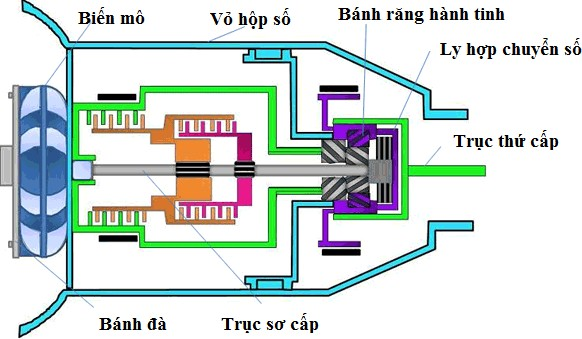 Biến mô
Vỏ hộp số
Bánh răng hành tinh
Ly hợp chuyển số
Trục thứ cấp
Bánh đà
Trục sơ cấp